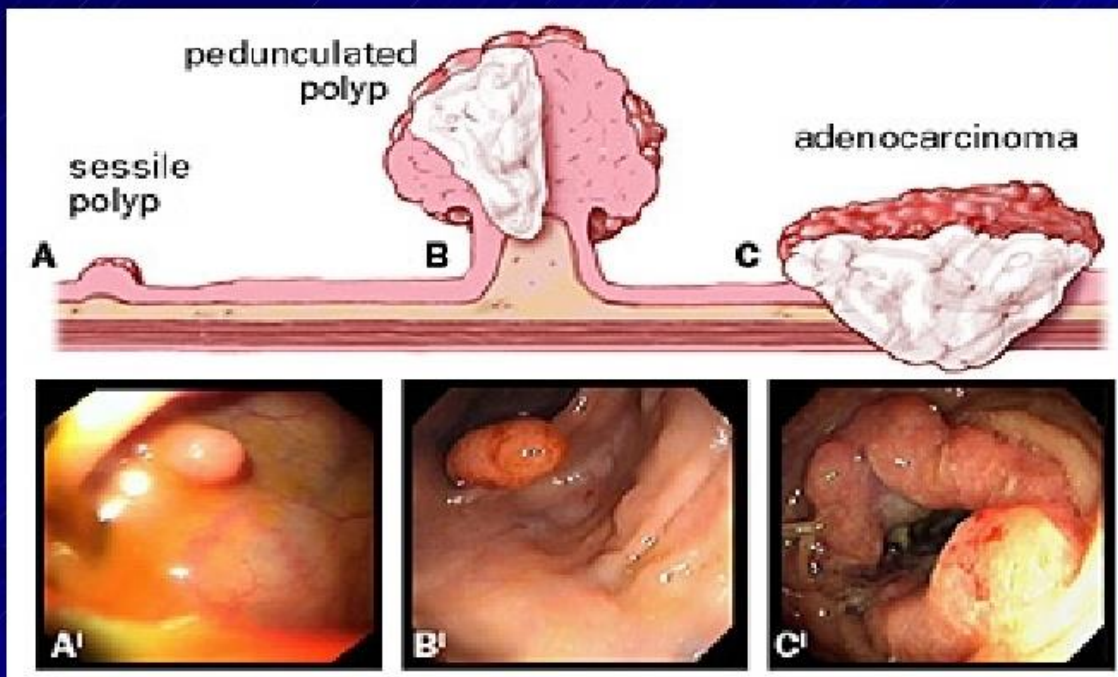 pedunculated
polyp
adenocarcinoma
sessile
polyp
A
B
C
A'
B'
C'